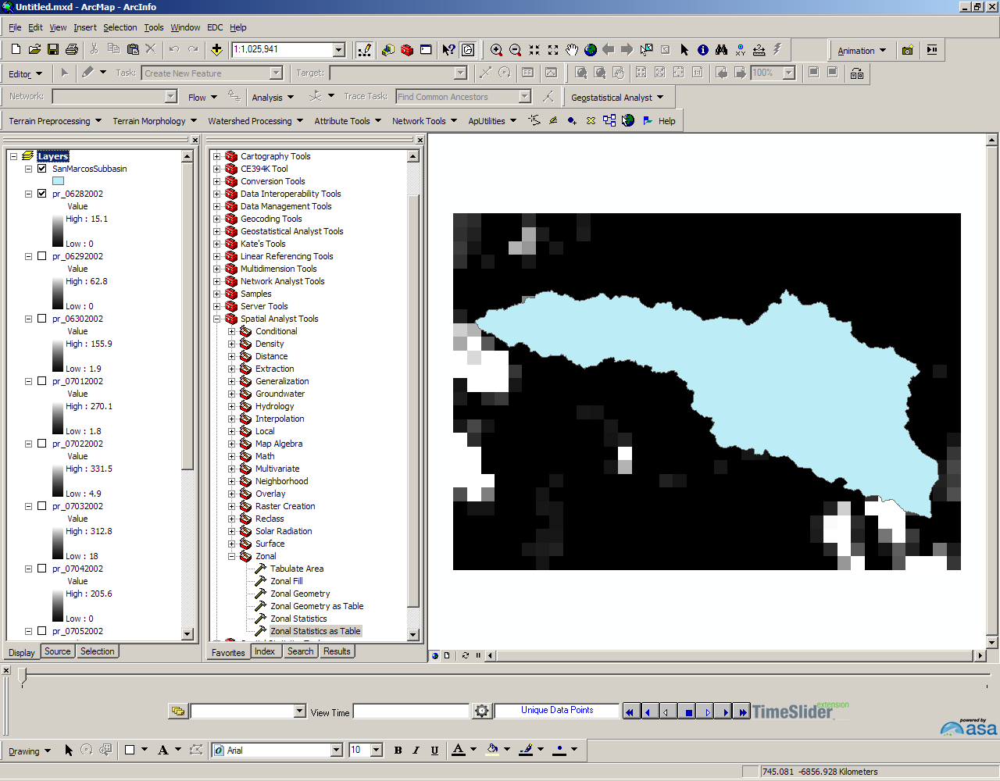 Untitled.mxd - ArcMap - ArcInfo
File Edit View Insert Selection Tools Window EDC Help
1:1,025,941 Animation
Editor Task: Create New Feature Target: 100%
Network: Flow Analysis Trace Task: Find Common Ancestors Geostatistical Analyst
Terrain Preprocessing Terrain Morphology Watershed Processing Attribute Tools Network Tools ApUtilities Help
Layers
SanMarcosSubbasin
pr_06282002
Value
High : 15.1
Low : 0
pr_06292002
Value
High : 62.8
Low : 0
pr_06302002
Value
High : 155.9
Low : 1.9
pr_07012002
Value
High : 270.1
Low : 1.8
pr_07022002
Value
High : 331.5
Low : 4.9
pr_07032002
Value
High : 312.8
Low : 18
pr_07042002
Value
High : 205.6
Low : 0
pr_07052002
Display Source Selection
Cartography Tools
CE394K Tool
Conversion Tools
Data Interoperability Tools
Data Management Tools
Geocoding Tools
Geostatistical Analyst Tools
Kate's Tools
Linear Referencing Tools
Multidimension Tools
Network Analyst Tools
Samples
Server Tools
Spatial Analyst Tools
Conditional
Density
Distance
Extraction
Generalization
Groundwater
Hydrology
Interpolation
Local
Map Algebra
Math
Multivariate
Neighborhood
Overlay
Raster Creation
Reclass
Solar Radiation
Surface
Zonal
Tabulate Area
Zonal Fill
Zonal Geometry
Zonal Geometry as Table
Zonal Statistics
Zonal Statistics as Table
Favorites Index Search Results
View Time Unique Data Points TimeSlider extension
powered by
asa
Drawing A Arial 10 B I U A
745.081 -6856.928 Kilometers